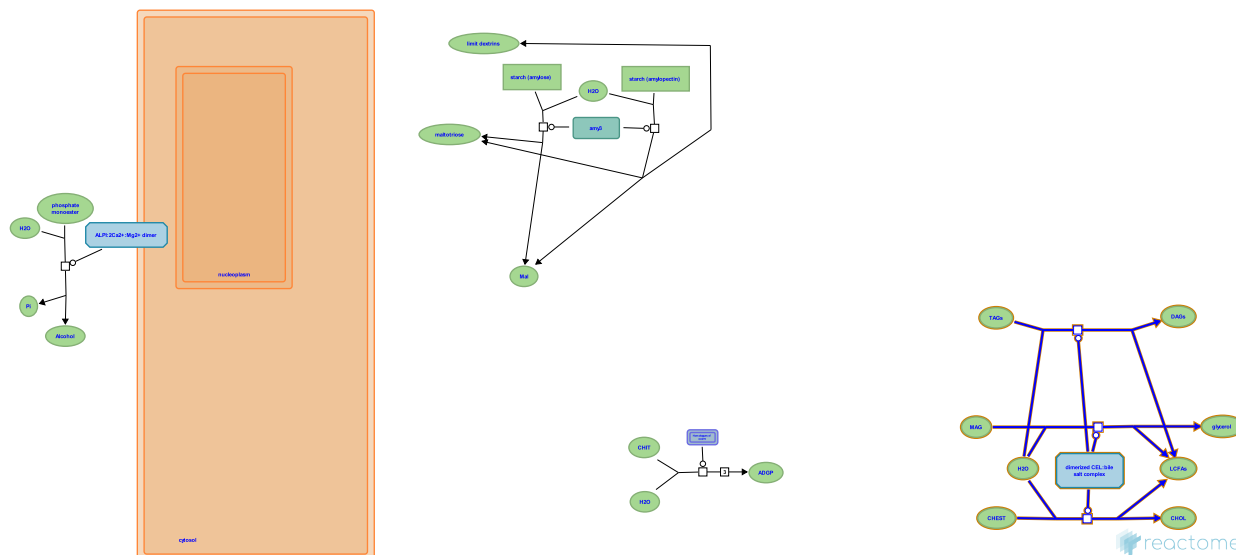 limit dextrins
starch (amylose)
starch (amylopectin)
H2O
amyS
maltotriose
Mal
phosphate
monoester
H2O
ALPI:2Ca2+:Mg2+ dimer
Pi
Alcohol
nucleoplasm
cytosol
CHIT
H2O
3
ADGP
TAGs
DAGs
MAG
glycerol
H2O
dimerized CEL:bile
salt complex
LCFAs
CHEST
CHOL
reactome